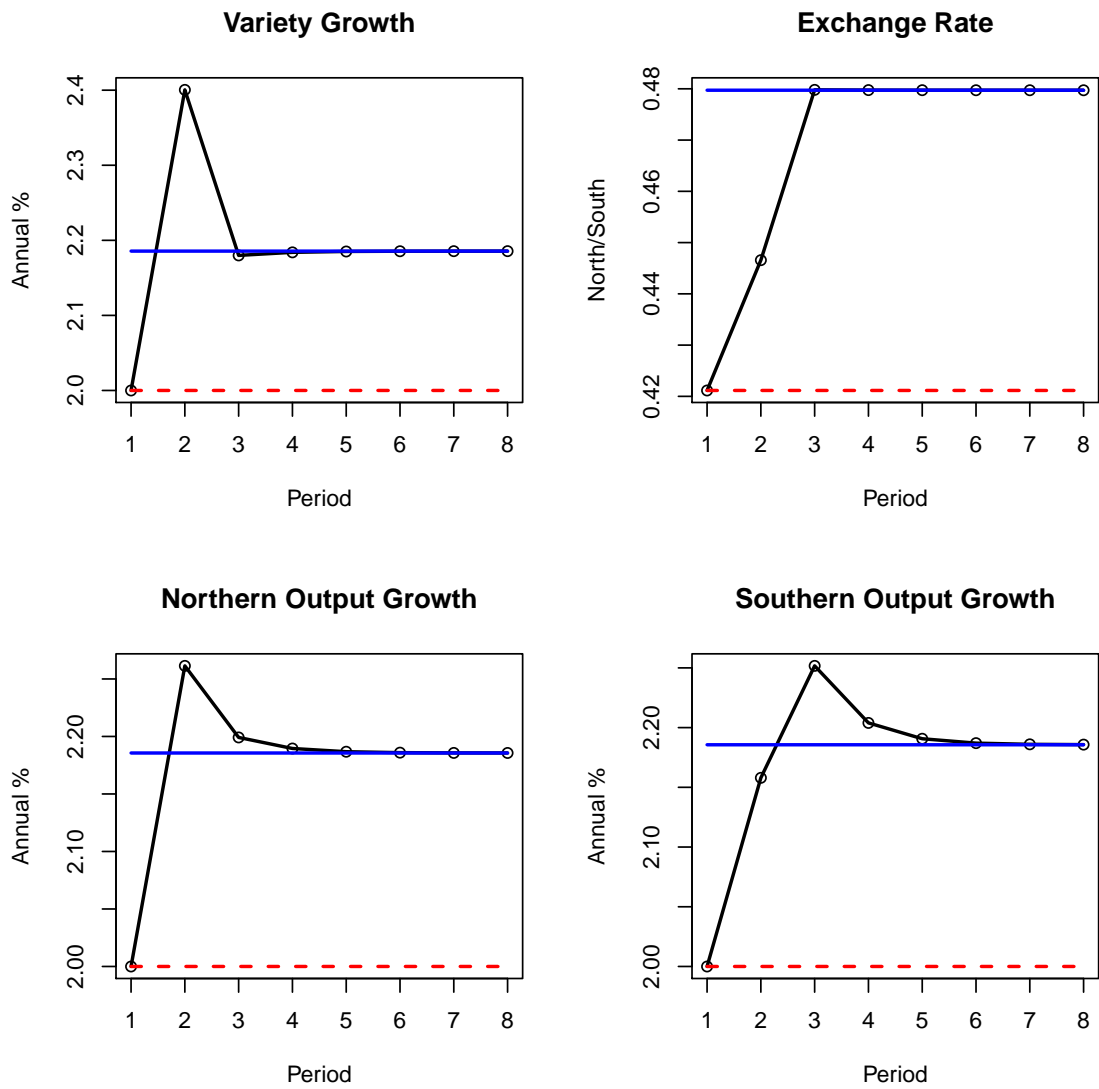 Variety Growth
Annual %
2.0 2.1 2.2 2.3 2.4
1 2 3 4 5 6 7 8
Period
Exchange Rate
North/South
0.42 0.44 0.46 0.48
1 2 3 4 5 6 7 8
Period
Northern Output Growth
Annual %
2.00 2.10 2.20
1 2 3 4 5 6 7 8
Period
Southern Output Growth
Annual %
2.00 2.10 2.20
1 2 3 4 5 6 7 8
Period